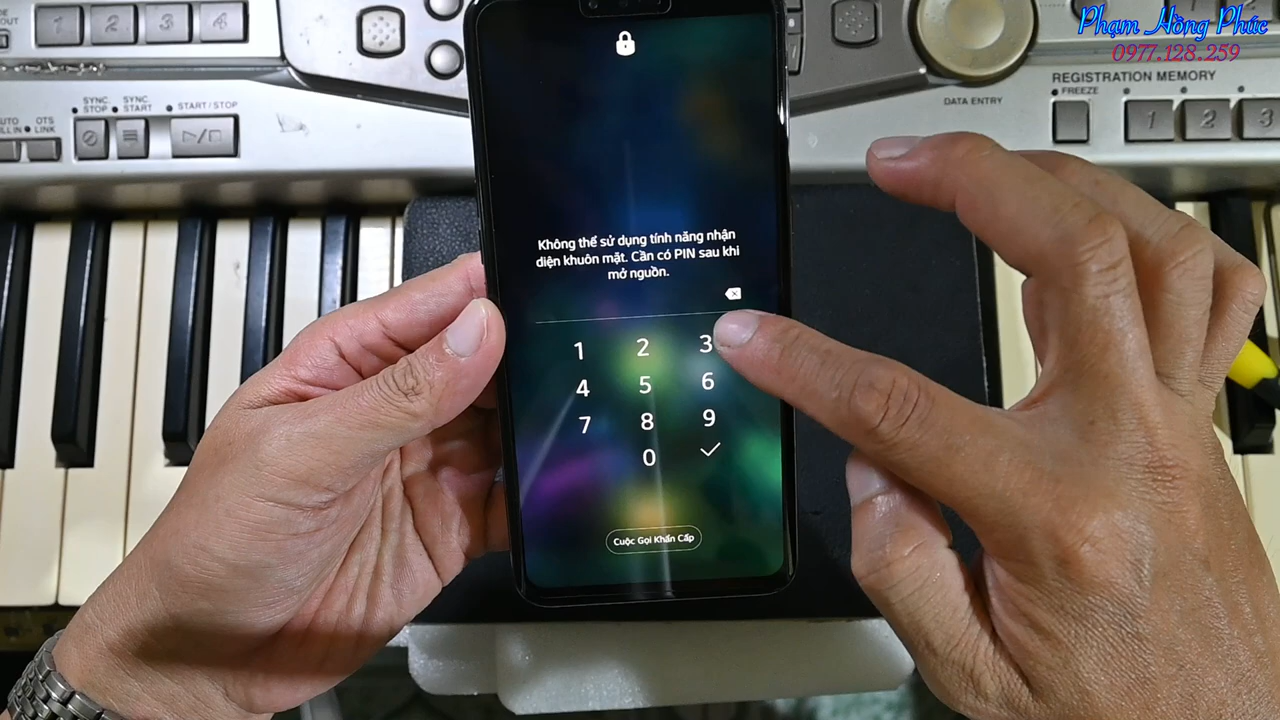 Phạm Hồng Phúc
0977.128.259
1 2 3 4
SYNC. STOP
SYNC. START
START/STOP
OTS LINK
REGISTRATION MEMORY
FREEZE
DATA ENTRY
1 2 3
Không thể sử dụng tính năng nhận
diện khuôn mặt. Cần có PIN sau khi
mở nguồn.
1 2 3
4 5 6
7 8 9
0
Cuộc Gọi Khẩn Cấp